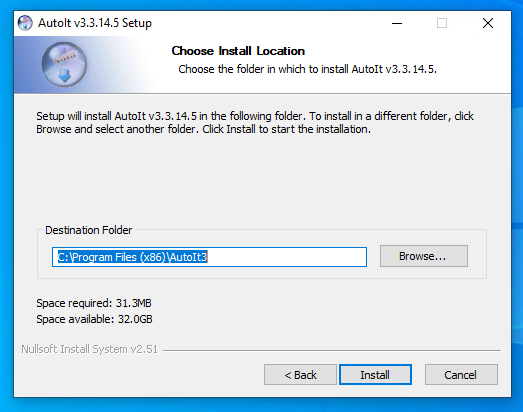 AutoIt v3.3.14.5 Setup
Choose Install Location
Choose the folder in which to install AutoIt v3.3.14.5.
Setup will install AutoIt v3.3.14.5 in the following folder. To install in a different folder, click
Browse and select another folder. Click Install to start the installation.
Destination Folder
C:\Program Files (x86)\AutoIt3
Browse...
Space required: 31.3MB
Space available: 32.0GB
Nullsoft Install System v2.51
< Back
Install
Cancel